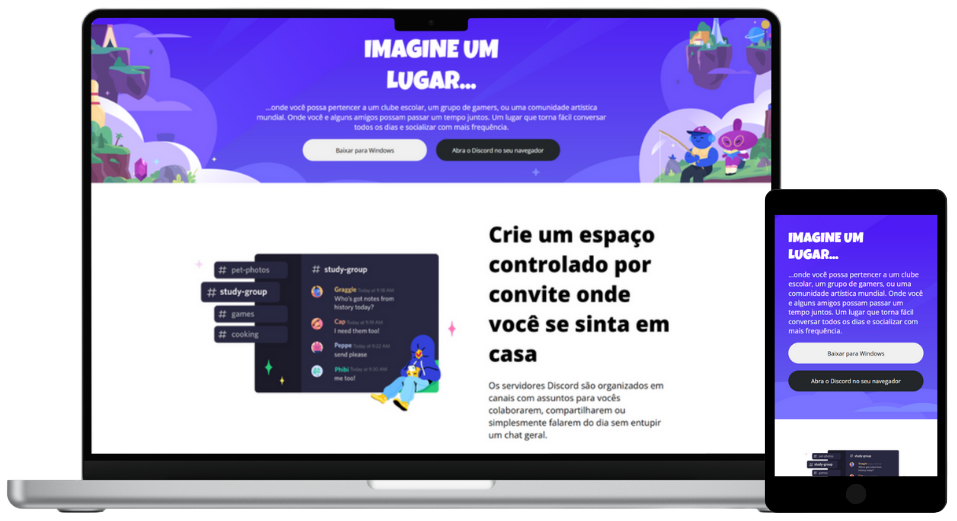 IMAGINE UM
LUGAR...
...onde você possa pertencer a um clube escolar, um grupo de gamers, ou uma comunidade artística
mundial. Onde você e alguns amigos possam passar um tempo juntos. Um lugar que torna fácil conversar
todos os dias e socializar com mais frequência.
Baixar para Windows
Abra o Discord no seu navegador
# pet-photos
# study-group
# games
# cooking
# study-group
Graggle Today at 9:18 AM
Who's got notes from
history today?
Cap Today at 9:18 AM
I need them too!
Peppe Today at 9:22 AM
send please
Phibi Today at 9:30 AM
me too!
Crie um espaço
controlado por
convite onde
você se sinta em
casa
Os servidores Discord são organizados em
canais com assuntos para vocês
colaborarem, compartilharem ou
simplesmente falarem do dia sem entupir
um chat geral.
IMAGINE UM
LUGAR...
...onde você possa pertencer a um clube
escolar, um grupo de gamers, ou uma
comunidade artística mundial. Onde você
e alguns amigos possam passar um
tempo juntos. Um lugar que torna fácil
conversar todos os dias e socializar com
mais frequência.
Baixar para Windows
Abra o Discord no seu navegador
# pet-photos
# study-group
# games
# study-group